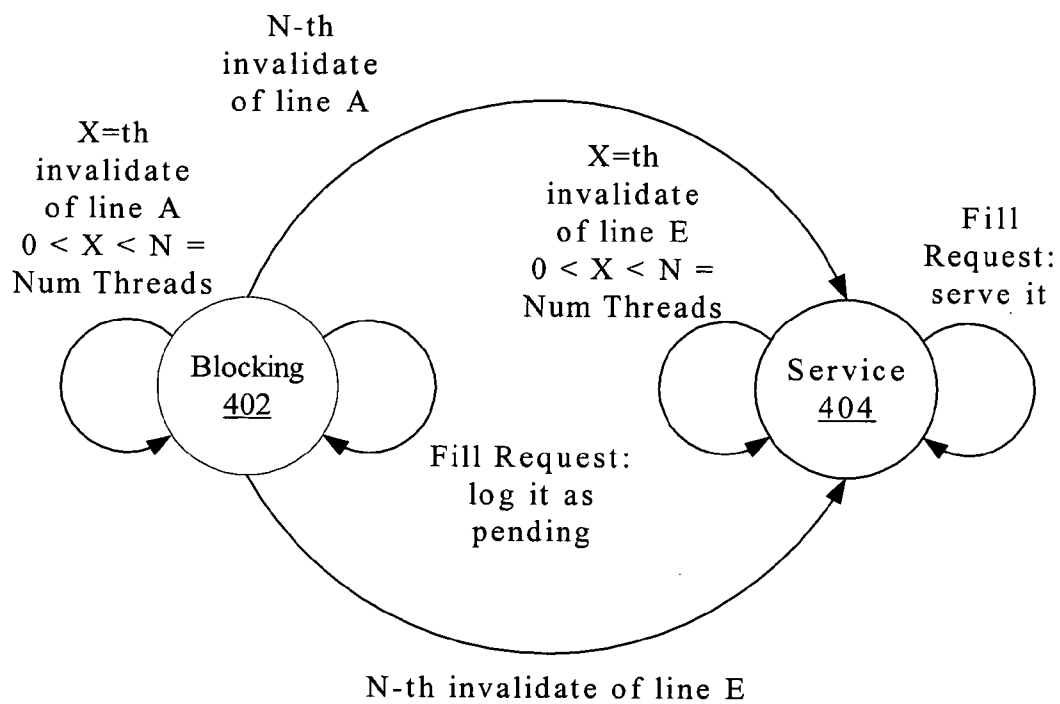 N-th
invalidate
of line A
X=th
invalidate
of line A
0 < X < N =
Num Threads
X=th
invalidate
of line E
0 < X < N =
Num Threads
Fill
Request:
serve it
Blocking
402
Service
404
Fill Request:
log it as
pending
N-th invalidate of line E